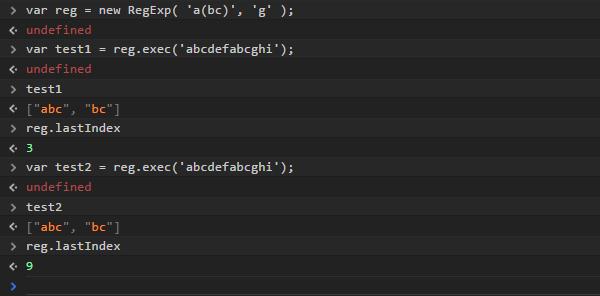 > var reg = new RegExp( 'a(bc)', 'g' );
< undefined
> var test1 = reg.exec('abcdefabcghi');
< undefined
> test1
< ["abc", "bc"]
> reg.lastIndex
< 3
> var test2 = reg.exec('abcdefabcghi');
< undefined
> test2
< ["abc", "bc"]
> reg.lastIndex
< 9
>